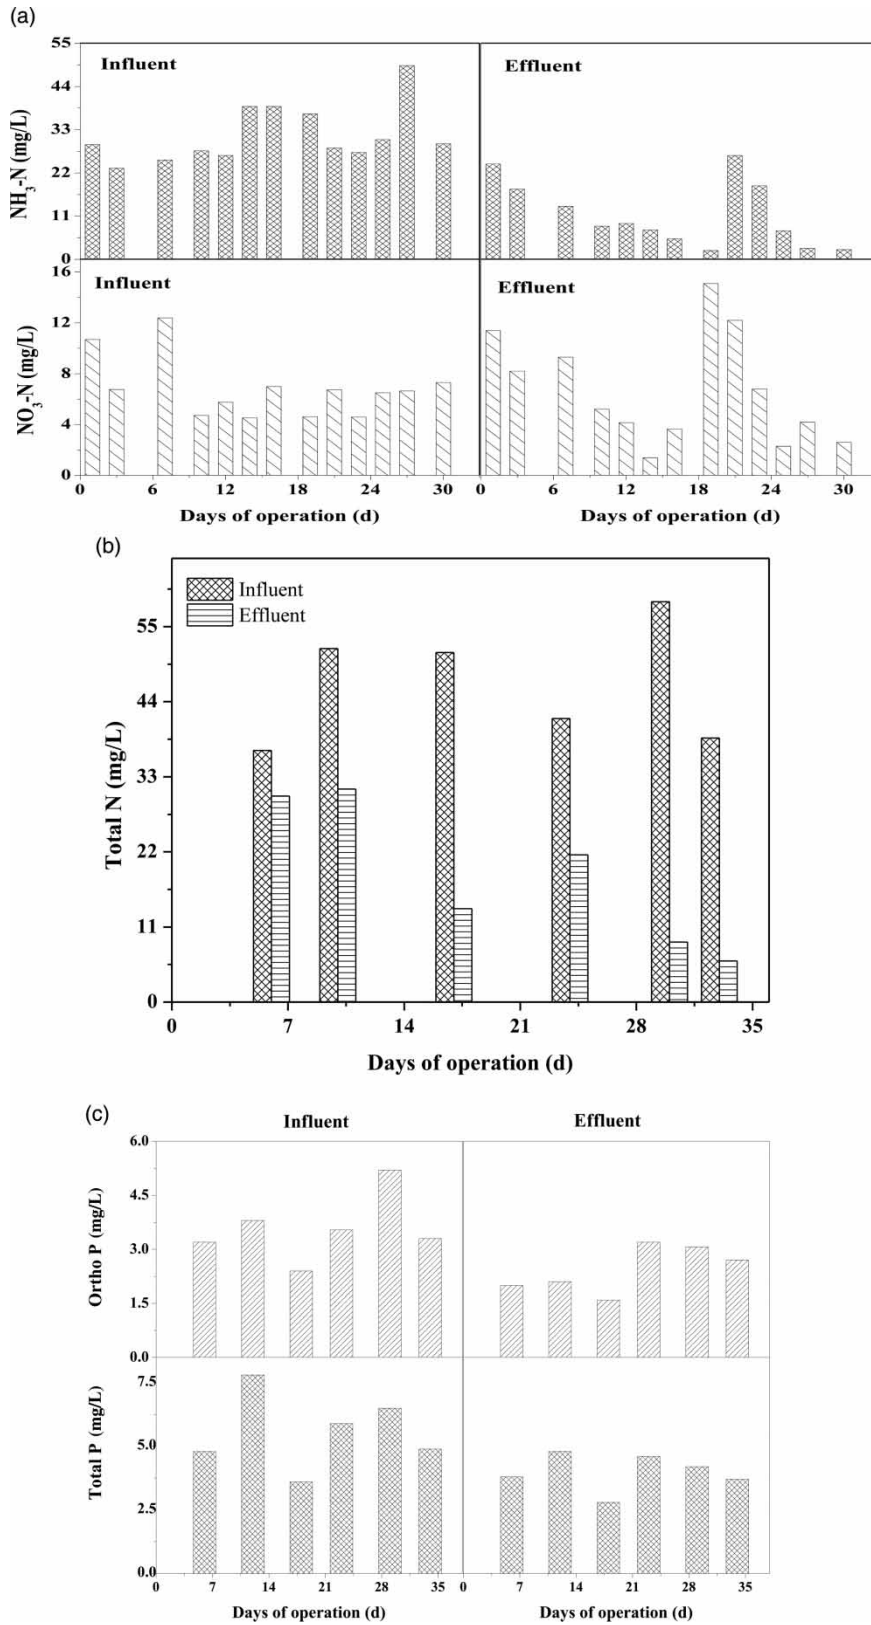 (a)
55
44
33
22
11
0
NH3-N (mg/L)
Influent
Effluent
16
12
8
4
0
NO3-N (mg/L)
Influent
Effluent
0 6 12 18 24 30 0 6 12 18 24 30
Days of operation (d) Days of operation (d)
(b)
Influent
Effluent
55
44
33
22
11
0
Total N (mg/L)
0 7 14 21 28 35
Days of operation (d)
(c)
Influent Effluent
6.0
4.5
3.0
1.5
0.0
Ortho P (mg/L)
7.5
5.0
2.5
0.0
Total P (mg/L)
0 7 14 21 28 35 0 7 14 21 28 35
Days of operation (d) Days of operation (d)